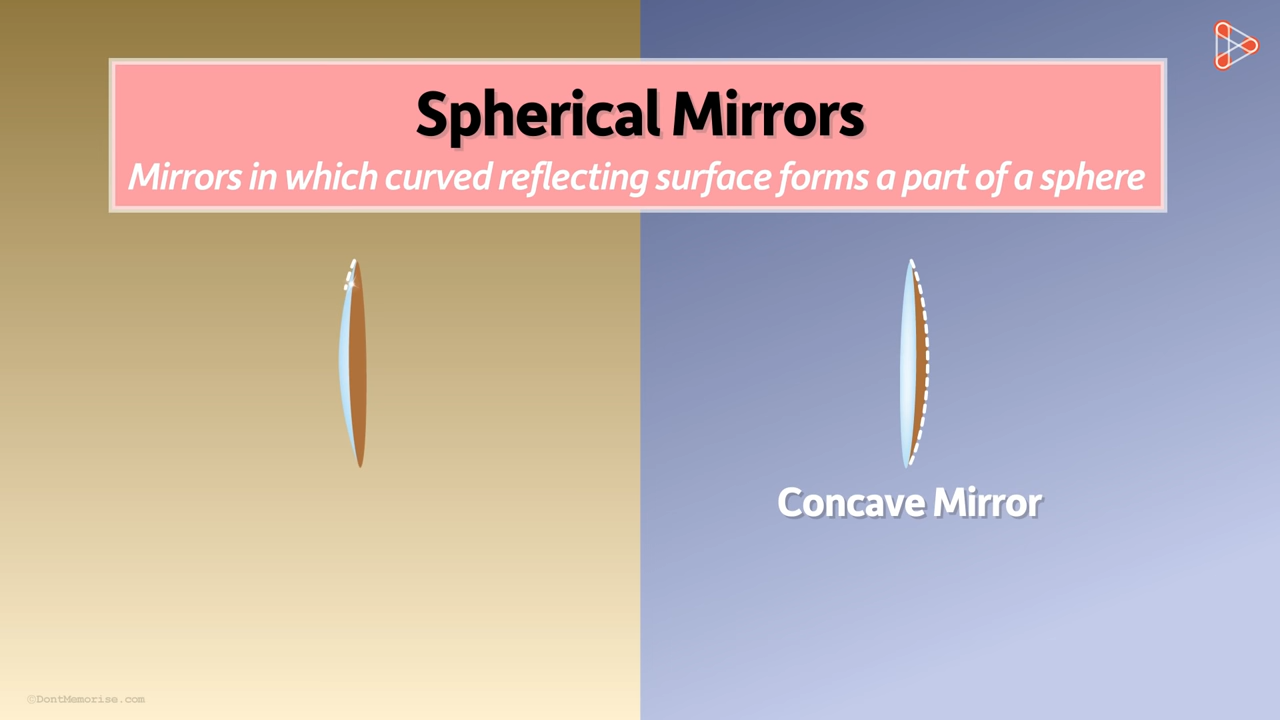 Spherical Mirrors
Mirrors in which curved reflecting surface forms a part of a sphere
Concave Mirror
©DontMemorise.com